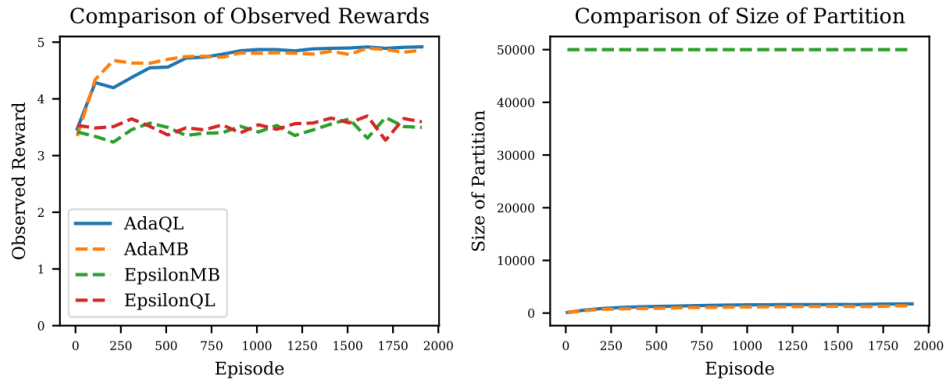 Comparison of Observed Rewards
5
4
3
2
1
0
Observed Reward
AdaQL
AdaMB
EpsilonMB
EpsilonQL
0 250 500 750 1000 1250 1500 1750 2000
Episode
Comparison of Size of Partition
50000
40000
30000
20000
10000
0
Size of Partition
0 250 500 750 1000 1250 1500 1750 2000
Episode